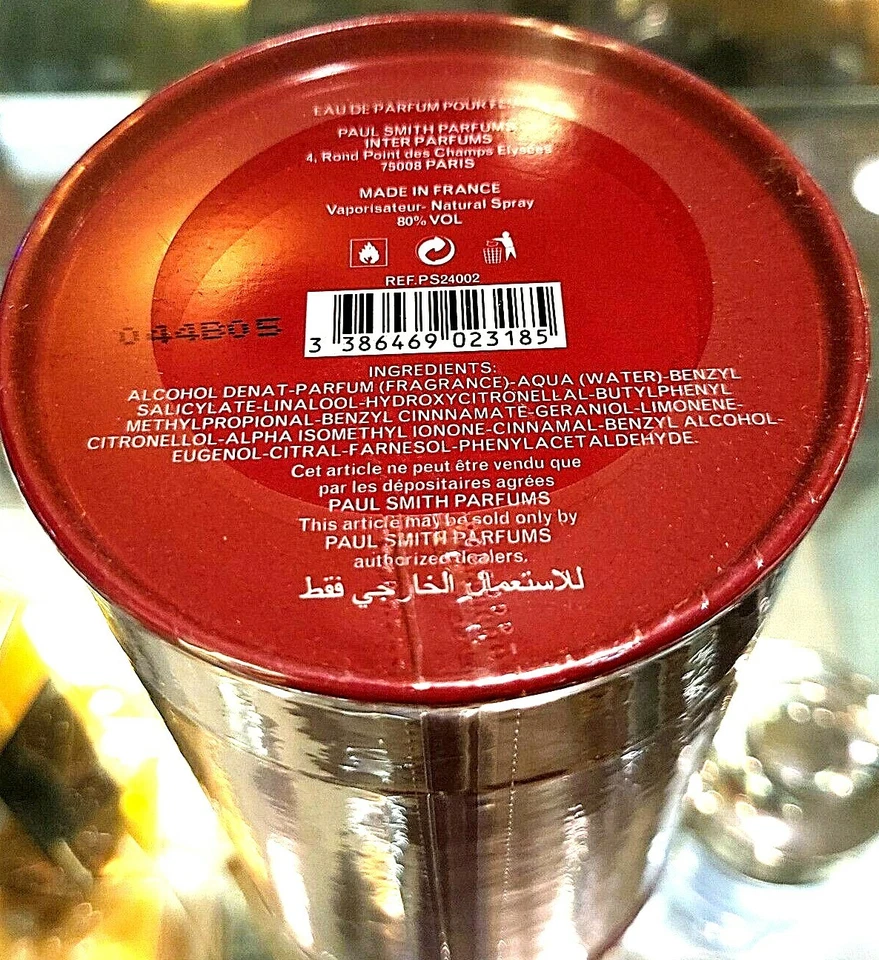 EAU DE PARFUM POUR
PAUL SMITH PARFUMS
INTER PARFUMS
4, Rond Point des Champs Elysées
75008 PARIS
MADE IN FRANCE
Vaporisateur- Natural Spray
80% VOL
REF.PS24002
044B05
3 386469 023185
INGREDIENTS:
ALCOHOL DENAT-PARFUM (FRAGRANCE)-AQUA (WATER)-BENZYL
SALICYLATE-LINALOOL-HYDROXYCITRONELLAL-BUTYLPHENYL
METHYLPROPIONAL-BENZYL CINNNAMATE-GERANIOL-LIMONENE-
CITRONELLOL-ALPHA ISOMETHYL IONONE-CINNAMAL-BENZYL ALCOHOL-
EUGENOL-CITRAL-FARNESOL-PHENYLACETALDEHYDE.
Cet article ne peut être vendu que
par les dépositaires agréés
PAUL SMITH PARFUMS
This article may be sold only by
PAUL SMITH PARFUMS
authorized dealers.
للاستعمال الخارجي فقط